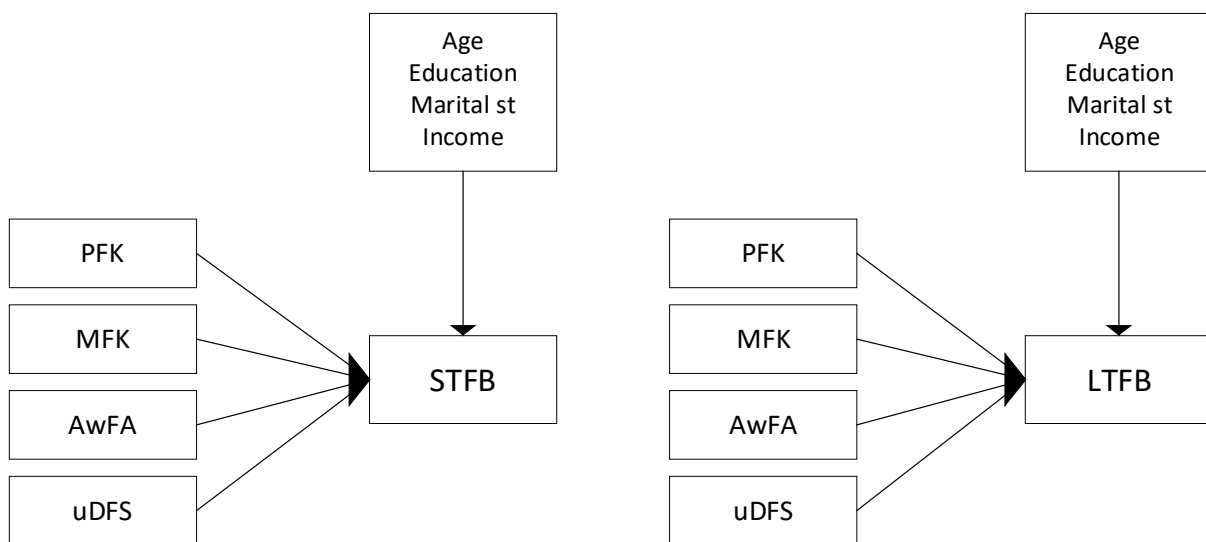 Age
Education
Marital st
Income
PFK
MFK
AwFA
uDFS
STFB
Age
Education
Marital st
Income
PFK
MFK
AwFA
uDFS
LTFB